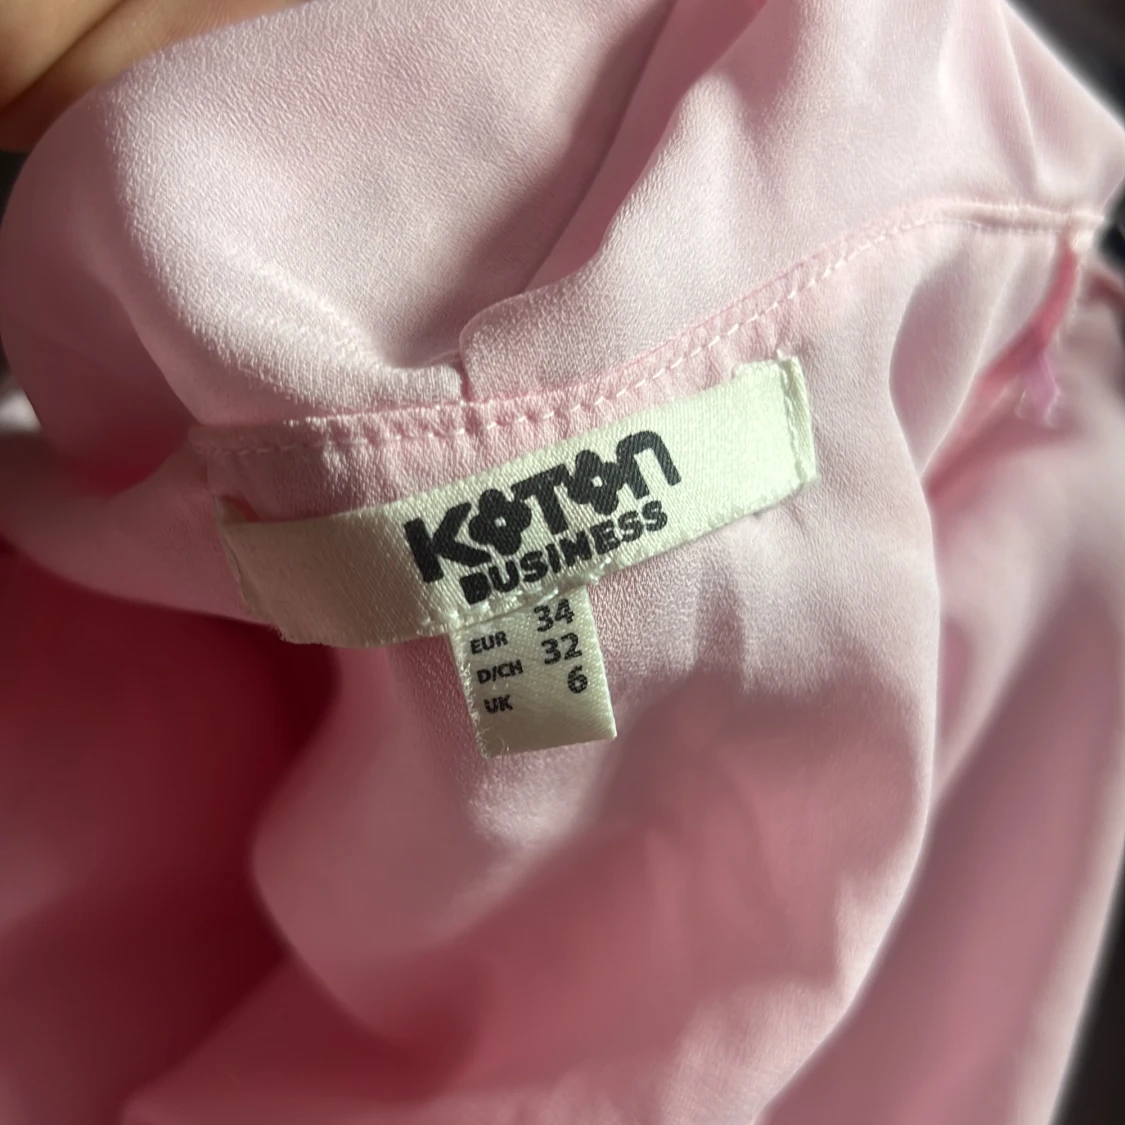 KOTON
BUSINESS
EUR 34
D/CH 32
UK 6